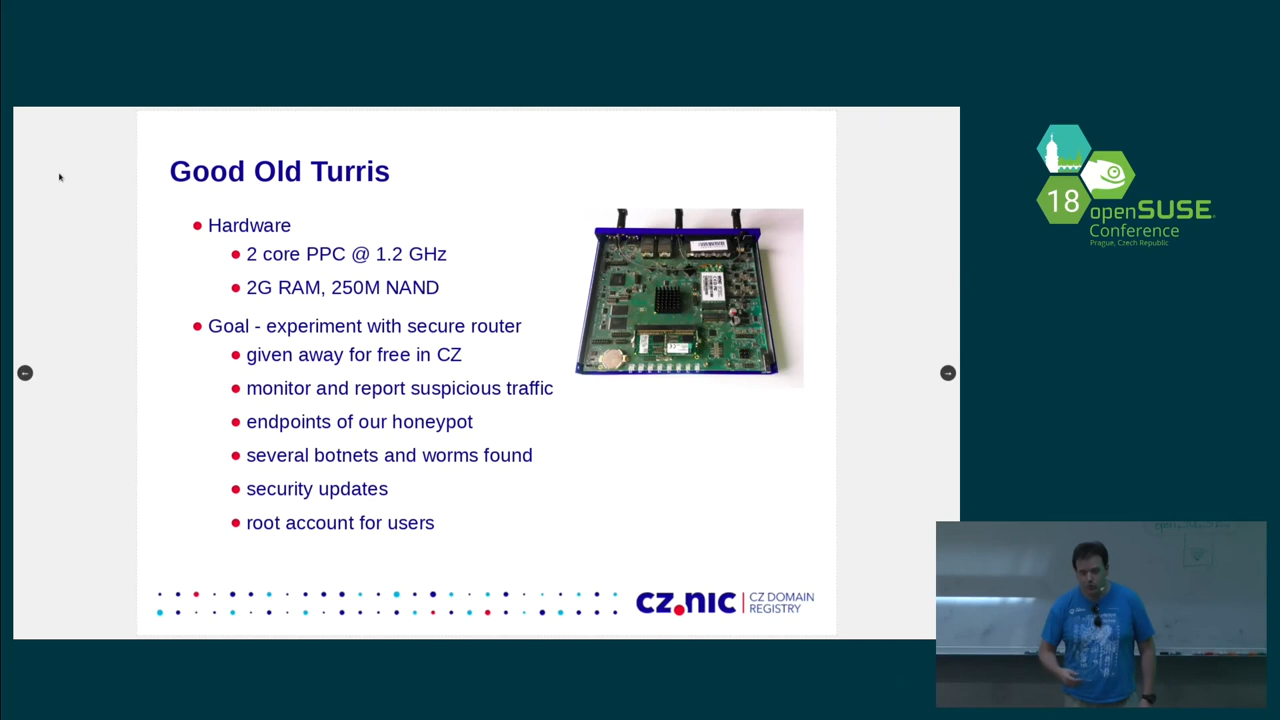 Good Old Turris
Hardware
2 core PPC @ 1.2 GHz
2G RAM, 250M NAND
Goal - experiment with secure router
given away for free in CZ
monitor and report suspicious traffic
endpoints of our honeypot
several botnets and worms found
security updates
root account for users
cz.nic
CZ DOMAIN
REGISTRY
18
openSUSE
Conference
Prague, Czech Republic